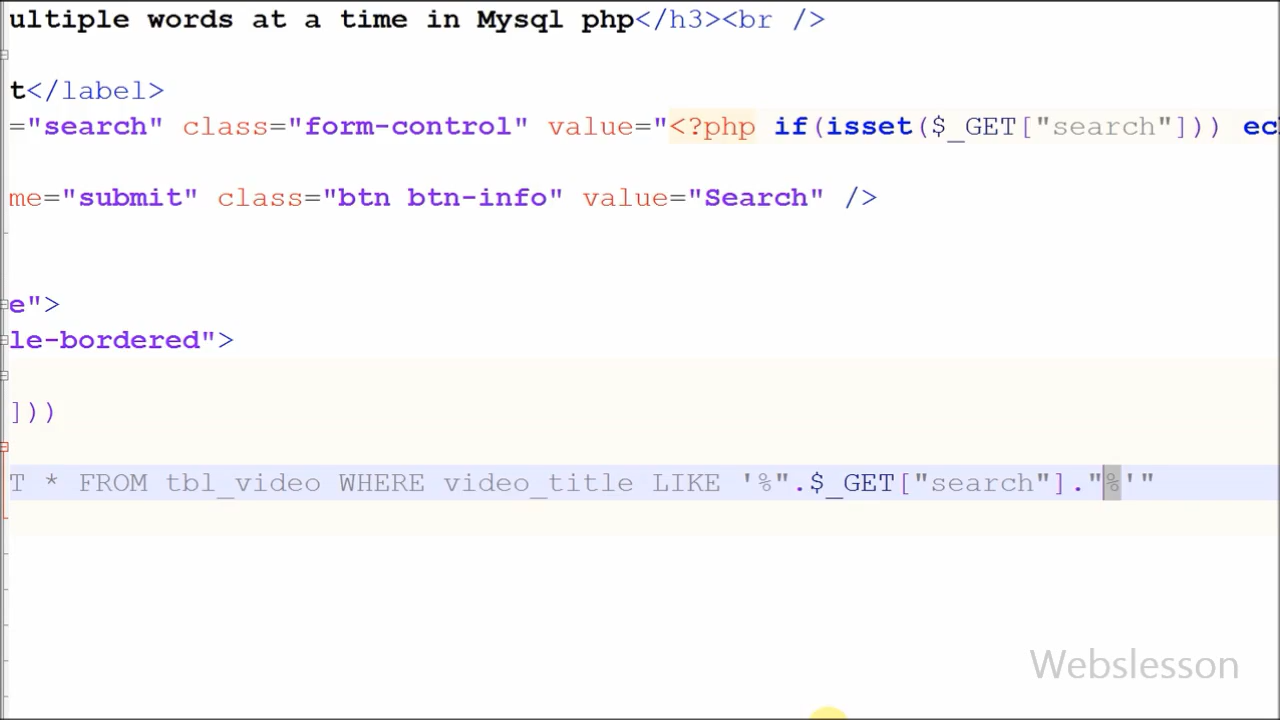 ultiple words at a time in Mysql php</h3><br />
t</label>
="search" class="form-control" value="<?php if(isset($_GET["search"])) ec
me="submit" class="btn btn-info" value="Search" />
e">
le-bordered">
]))
T * FROM tbl_video WHERE video_title LIKE '%".$_GET["search"]."%'"
Webslesson